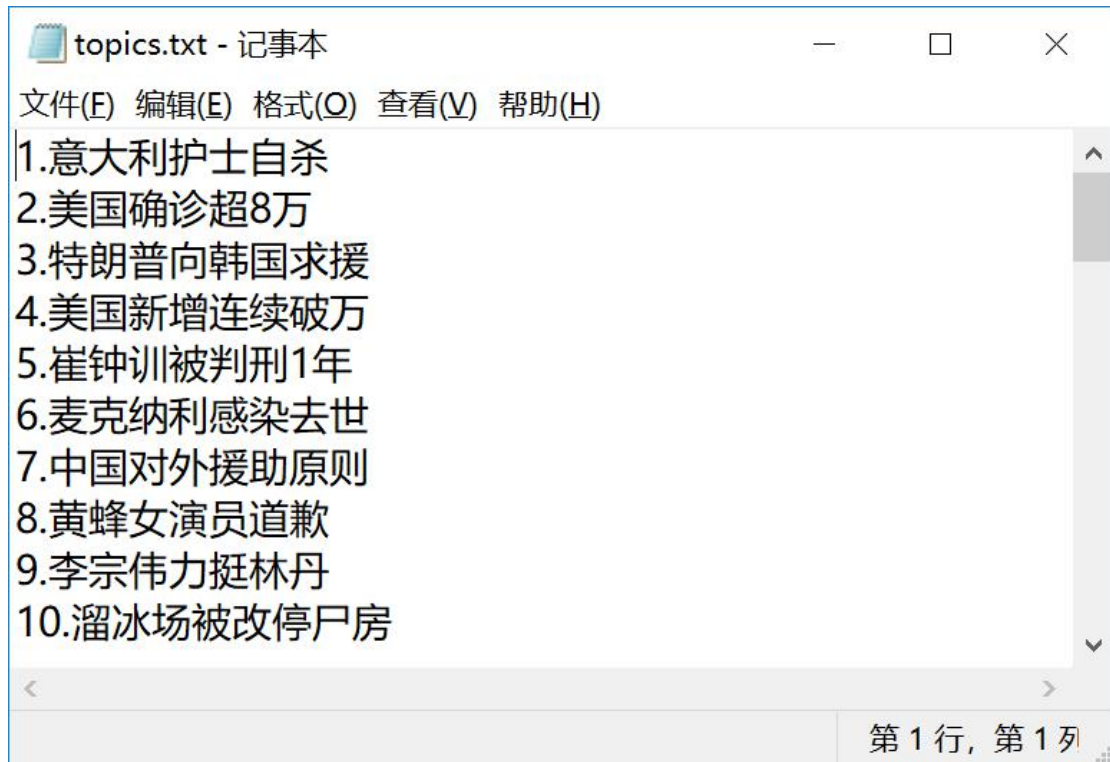 topics.txt - 记事本
文件(F) 编辑(E) 格式(O) 查看(V) 帮助(H)
1.意大利护士自杀
2.美国确诊超8万
3.特朗普向韩国求援
4.美国新增连续破万
5.崔钟训被判刑1年
6.麦克纳利感染去世
7.中国对外援助原则
8.黄蜂女演员道歉
9.李宗伟力挺林丹
10.溜冰场被改停尸房
第 1 行，第 1 列